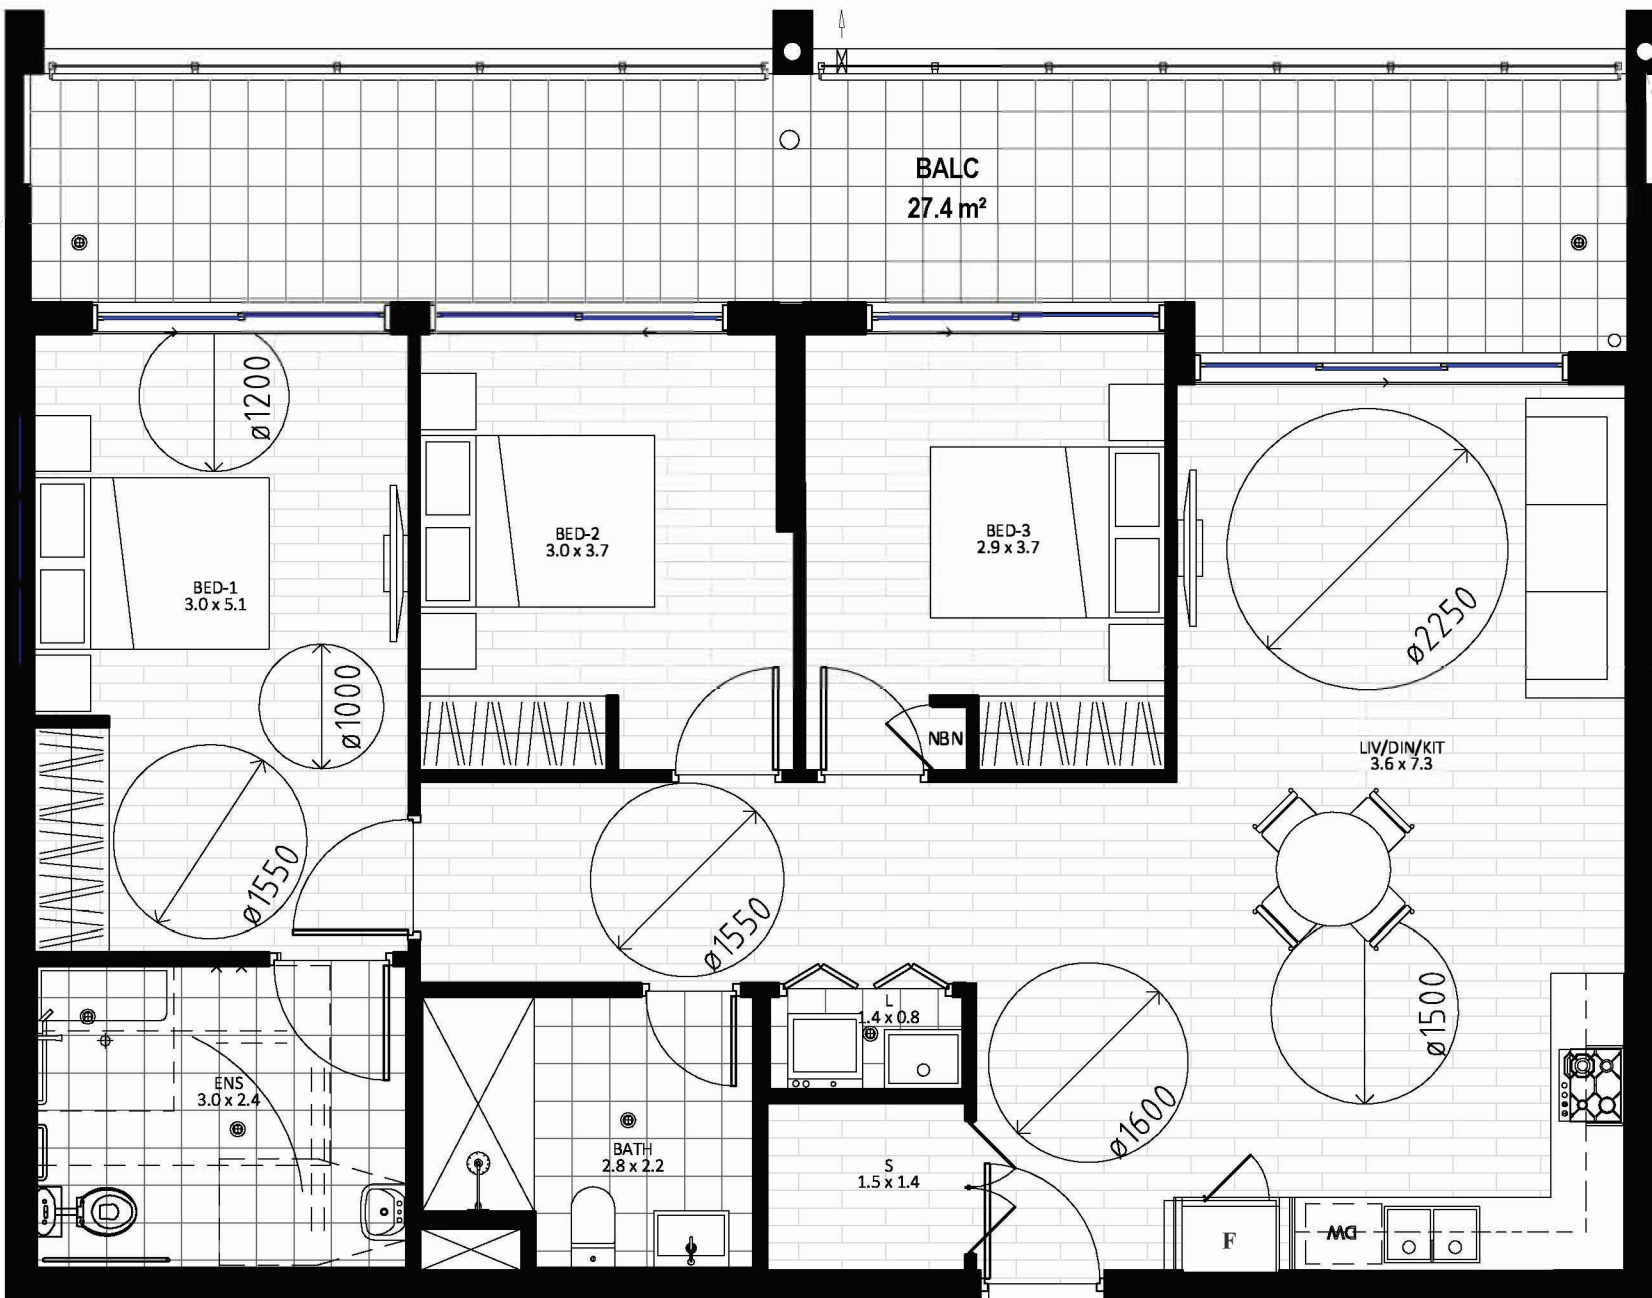 BALC
27.4 m²
ø1200
BED-1
3.0 x 5.1
BED-2
3.0 x 3.7
BED-3
2.9 x 3.7
ø2250
ø1000
NBN
LIV/DIN/KIT
3.6 x 7.3
ø1550
ø1550
L
1.4 x 0.8
ø1500
ENS
3.0 x 2.4
ø1600
BATH
2.8 x 2.2
S
1.5 x 1.4
F
DW